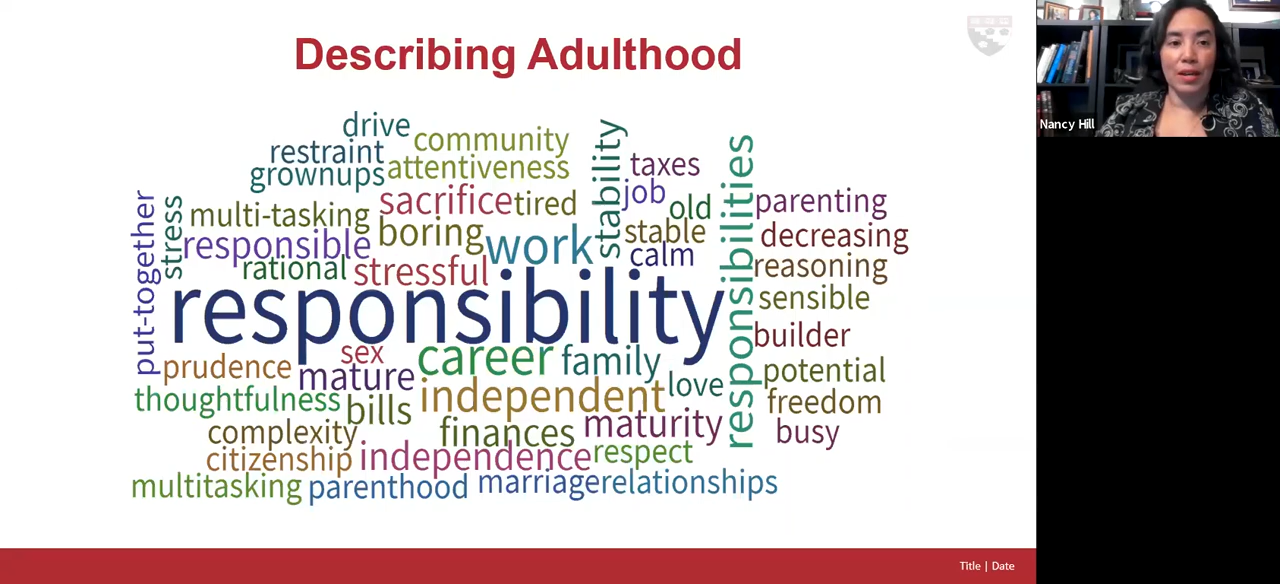 Describing Adulthood
Nancy Hill
drive
community
restraint
attentiveness
grownups
stability
taxes
responsibilities
job
sacrifice
tired
old
parenting
put-together
stress
multi-tasking
boring
work
stable
decreasing
responsible
calm
rational
stressful
reasoning
responsibility
sensible
builder
prudence
sex
career
family
potential
mature
love
thoughtfulness
bills
independent
freedom
complexity
finances
maturity
busy
citizenship
independence
respect
multitasking
parenthood
marriage
relationships
Title | Date